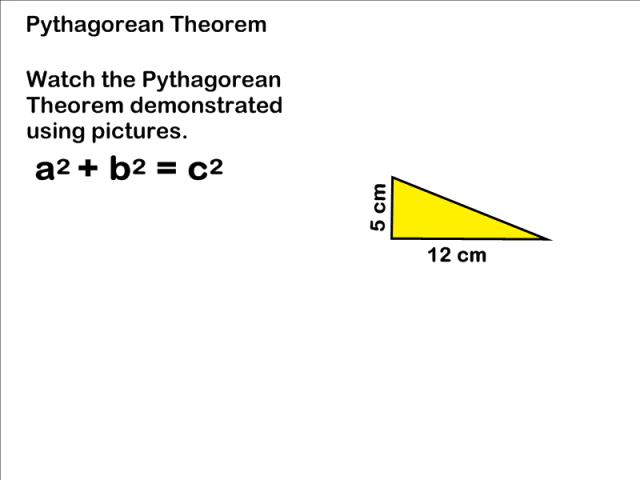 Pythagorean Theorem
Watch the Pythagorean
Theorem demonstrated
using pictures.
a² + b² = c²
5 cm
12 cm